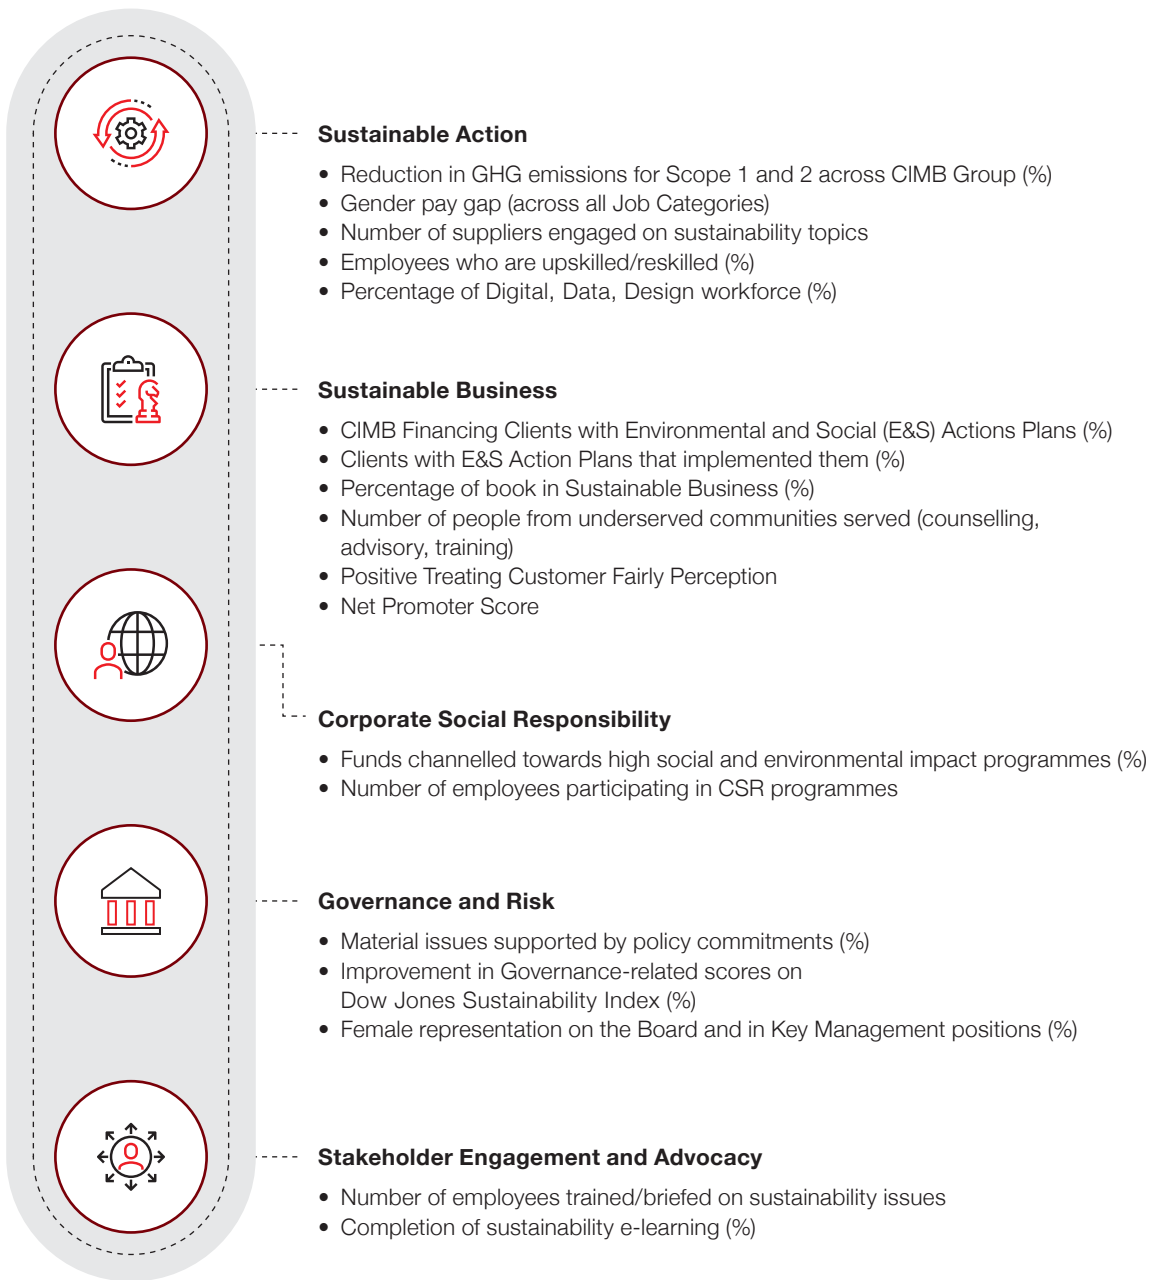 Sustainable Action
• Reduction in GHG emissions for Scope 1 and 2 across CIMB Group (%)
• Gender pay gap (across all Job Categories)
• Number of suppliers engaged on sustainability topics
• Employees who are upskilled/reskilled (%)
• Percentage of Digital, Data, Design workforce (%)
Sustainable Business
• CIMB Financing Clients with Environmental and Social (E&S) Actions Plans (%)
• Clients with E&S Action Plans that implemented them (%)
• Percentage of book in Sustainable Business (%)
• Number of people from underserved communities served (counselling,
advisory, training)
• Positive Treating Customer Fairly Perception
• Net Promoter Score
Corporate Social Responsibility
• Funds channelled towards high social and environmental impact programmes (%)
• Number of employees participating in CSR programmes
Governance and Risk
• Material issues supported by policy commitments (%)
• Improvement in Governance-related scores on
Dow Jones Sustainability Index (%)
• Female representation on the Board and in Key Management positions (%)
Stakeholder Engagement and Advocacy
• Number of employees trained/briefed on sustainability issues
• Completion of sustainability e-learning (%)